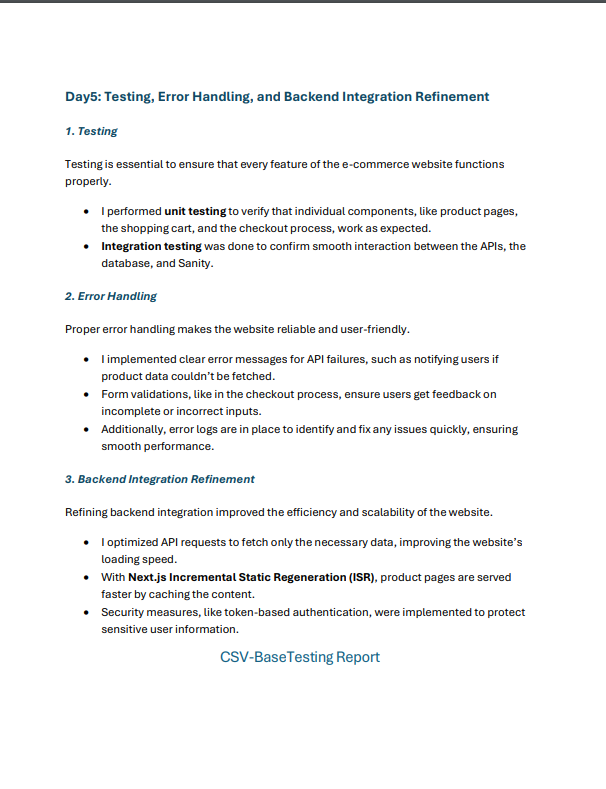 Day5: Testing, Error Handling, and Backend Integration Refinement
1. Testing
Testing is essential to ensure that every feature of the e-commerce website functions
properly.
• I performed unit testing to verify that individual components, like product pages,
the shopping cart, and the checkout process, work as expected.
• Integration testing was done to confirm smooth interaction between the APIs, the
database, and Sanity.
2. Error Handling
Proper error handling makes the website reliable and user-friendly.
• I implemented clear error messages for API failures, such as notifying users if
product data couldn’t be fetched.
• Form validations, like in the checkout process, ensure users get feedback on
incomplete or incorrect inputs.
• Additionally, error logs are in place to identify and fix any issues quickly, ensuring
smooth performance.
3. Backend Integration Refinement
Refining backend integration improved the efficiency and scalability of the website.
• I optimized API requests to fetch only the necessary data, improving the website’s
loading speed.
• With Next.js Incremental Static Regeneration (ISR), product pages are served
faster by caching the content.
• Security measures, like token-based authentication, were implemented to protect
sensitive user information.
CSV-BaseTesting Report